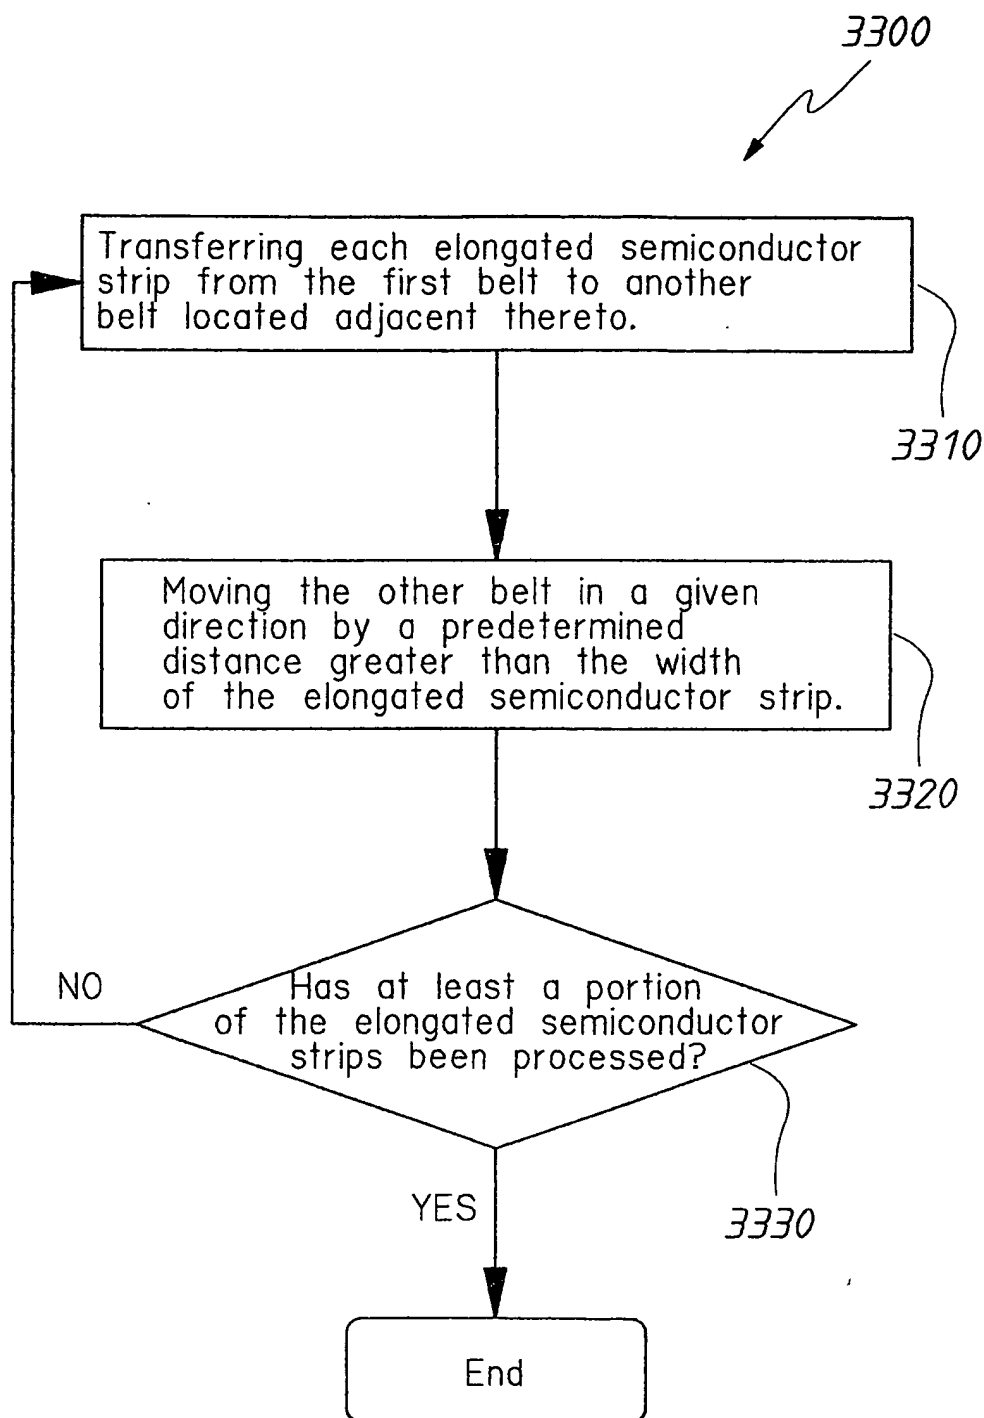 3300
Transferring each elongated semiconductor
strip from the first belt to another
belt located adjacent thereto.
3310
Moving the other belt in a given
direction by a predetermined
distance greater than the width
of the elongated semiconductor strip.
3320
NO
Has at least a portion
of the elongated semiconductor
strips been processed?
YES
3330
End